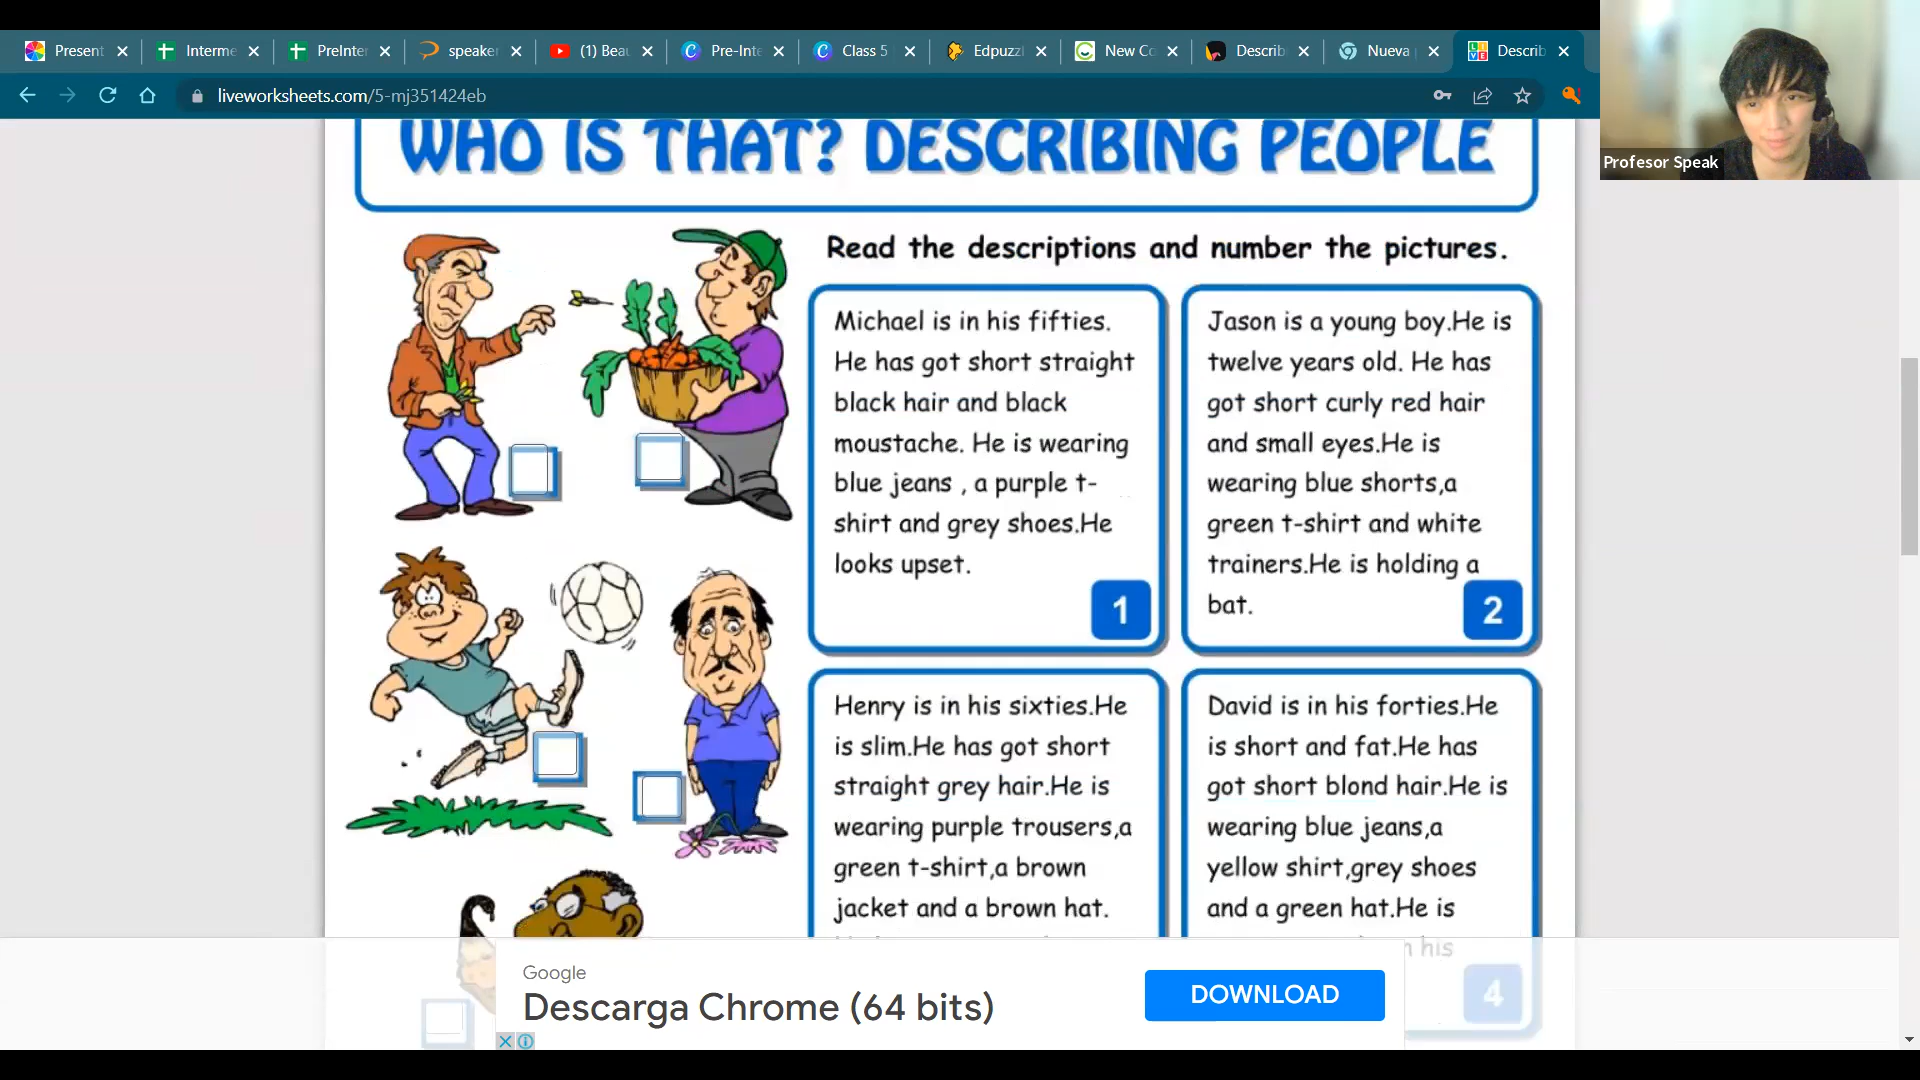 Present
Interme
PreInter
speaker
(1) Beau
Pre-Inte
Class 5
Edpuzzl
New Co
Describ
Nueva
Describ
liveworksheets.com/5-mj351424eb
Profesor Speak
WHO IS THAT? DESCRIBING PEOPLE
Read the descriptions and number the pictures.
Michael is in his fifties.
He has got short straight
black hair and black
moustache. He is wearing
blue jeans , a purple t-
shirt and grey shoes.He
looks upset.
1
Jason is a young boy.He is
twelve years old. He has
got short curly red hair
and small eyes.He is
wearing blue shorts,a
green t-shirt and white
trainers.He is holding a
bat.
2
Henry is in his sixties.He
is slim.He has got short
straight grey hair.He is
wearing purple trousers,a
green t-shirt,a brown
jacket and a brown hat.
David is in his forties.He
is short and fat.He has
got short blond hair.He is
wearing blue jeans,a
yellow shirt,grey shoes
and a green hat.He is
his
4
Google
Descarga Chrome (64 bits)
DOWNLOAD